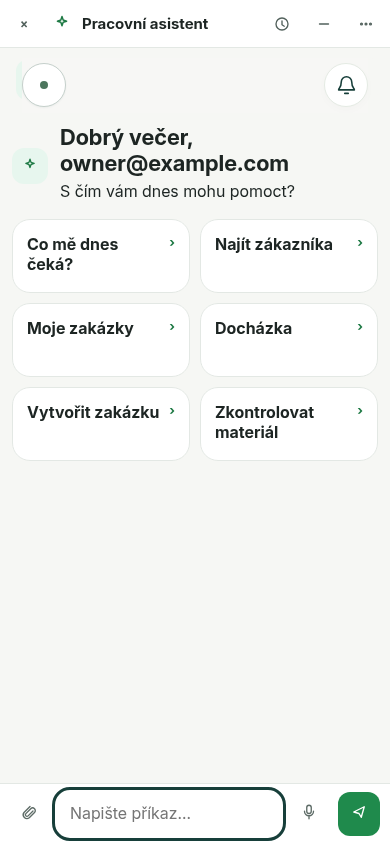 Pracovní asistent
Dobrý večer,
owner@example.com
S čím vám dnes mohu pomoct?
Co mě dnes
čeká?
Najít zákazníka
Moje zakázky
Docházka
Vytvořit zakázku
Zkontrolovat
materiál
Napište příkaz...